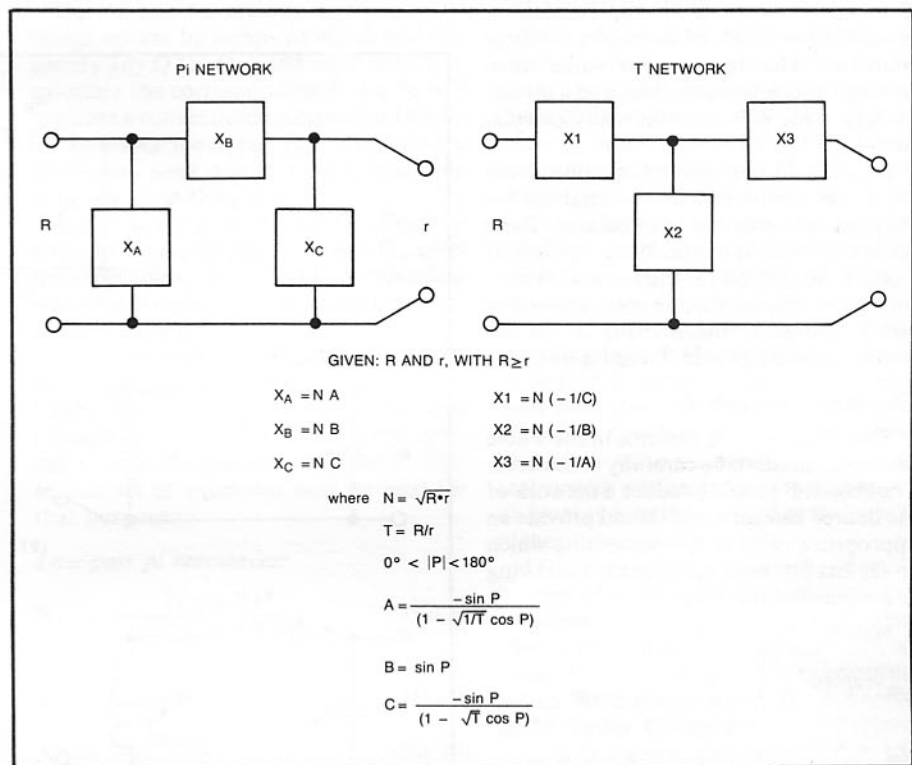 Pi NETWORK
T NETWORK
X_B
X1
X3
R
X_A
X_C
r
R
X2
r
GIVEN: R AND r, WITH R≥r
X_A = N A
X1 = N (−1/C)
X_B = N B
X2 = N (−1/B)
X_C = N C
X3 = N (−1/A)
where N = √R•r
T = R/r
0° < |P| < 180°
A = −sin P / (1 − √1/T cos P)
B = sin P
C = −sin P / (1 − √T cos P)